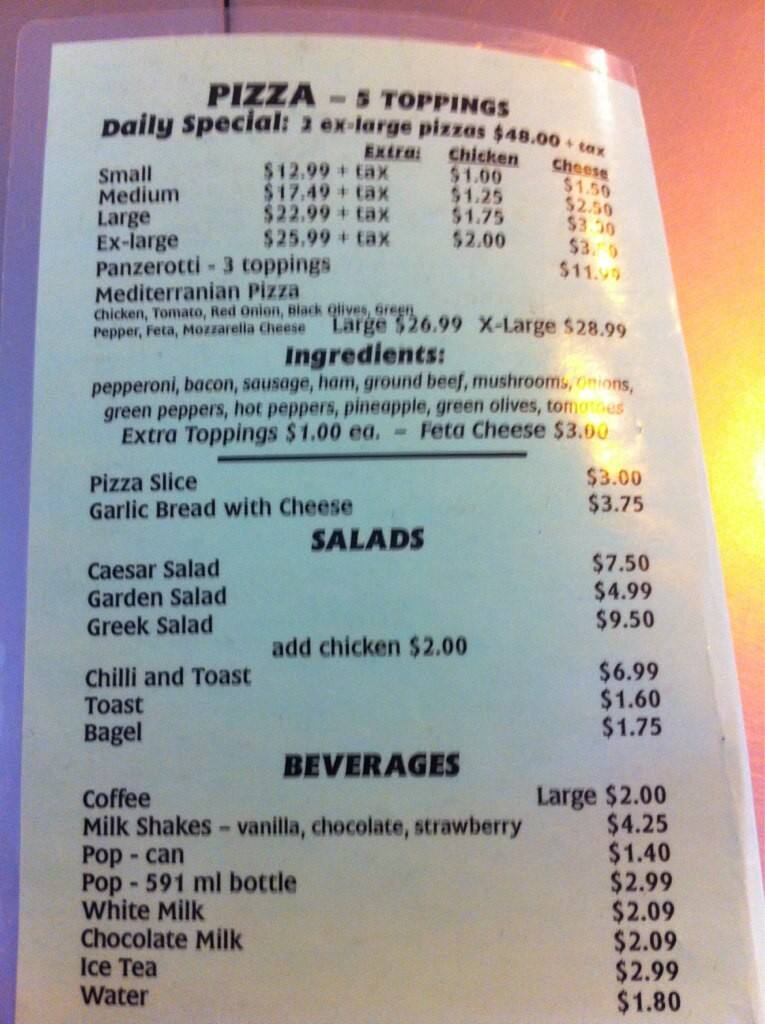 PIZZA – 5 TOPPINGS
Daily Special: 2 ex-large pizzas $48.00 + tax
Extra: Chicken Cheese
Small $12.99 + tax $1.00 $1.50
Medium $17.49 + tax $1.25 $2.50
Large $22.99 + tax $1.75 $3.00
Ex-large $25.99 + tax $2.00
Panzerotti - 3 toppings $11.99
Mediterranian Pizza
Chicken, Tomato, Red Onion, Black Olives, Green
Pepper, Feta, Mozzarella Cheese Large $26.99 X-Large $28.99
Ingredients:
pepperoni, bacon, sausage, ham, ground beef, mushrooms, onions,
green peppers, hot peppers, pineapple, green olives, tomatoes
Extra Toppings $1.00 ea. – Feta Cheese $3.00
Pizza Slice $3.00
Garlic Bread with Cheese $3.75
SALADS
Caesar Salad $7.50
Garden Salad $4.99
Greek Salad $9.50
add chicken $2.00
Chilli and Toast $6.99
Toast $1.60
Bagel $1.75
BEVERAGES
Coffee Large $2.00
Milk Shakes – vanilla, chocolate, strawberry $4.25
Pop - can $1.40
Pop - 591 ml bottle $2.99
White Milk $2.09
Chocolate Milk $2.09
Ice Tea $2.99
Water $1.80